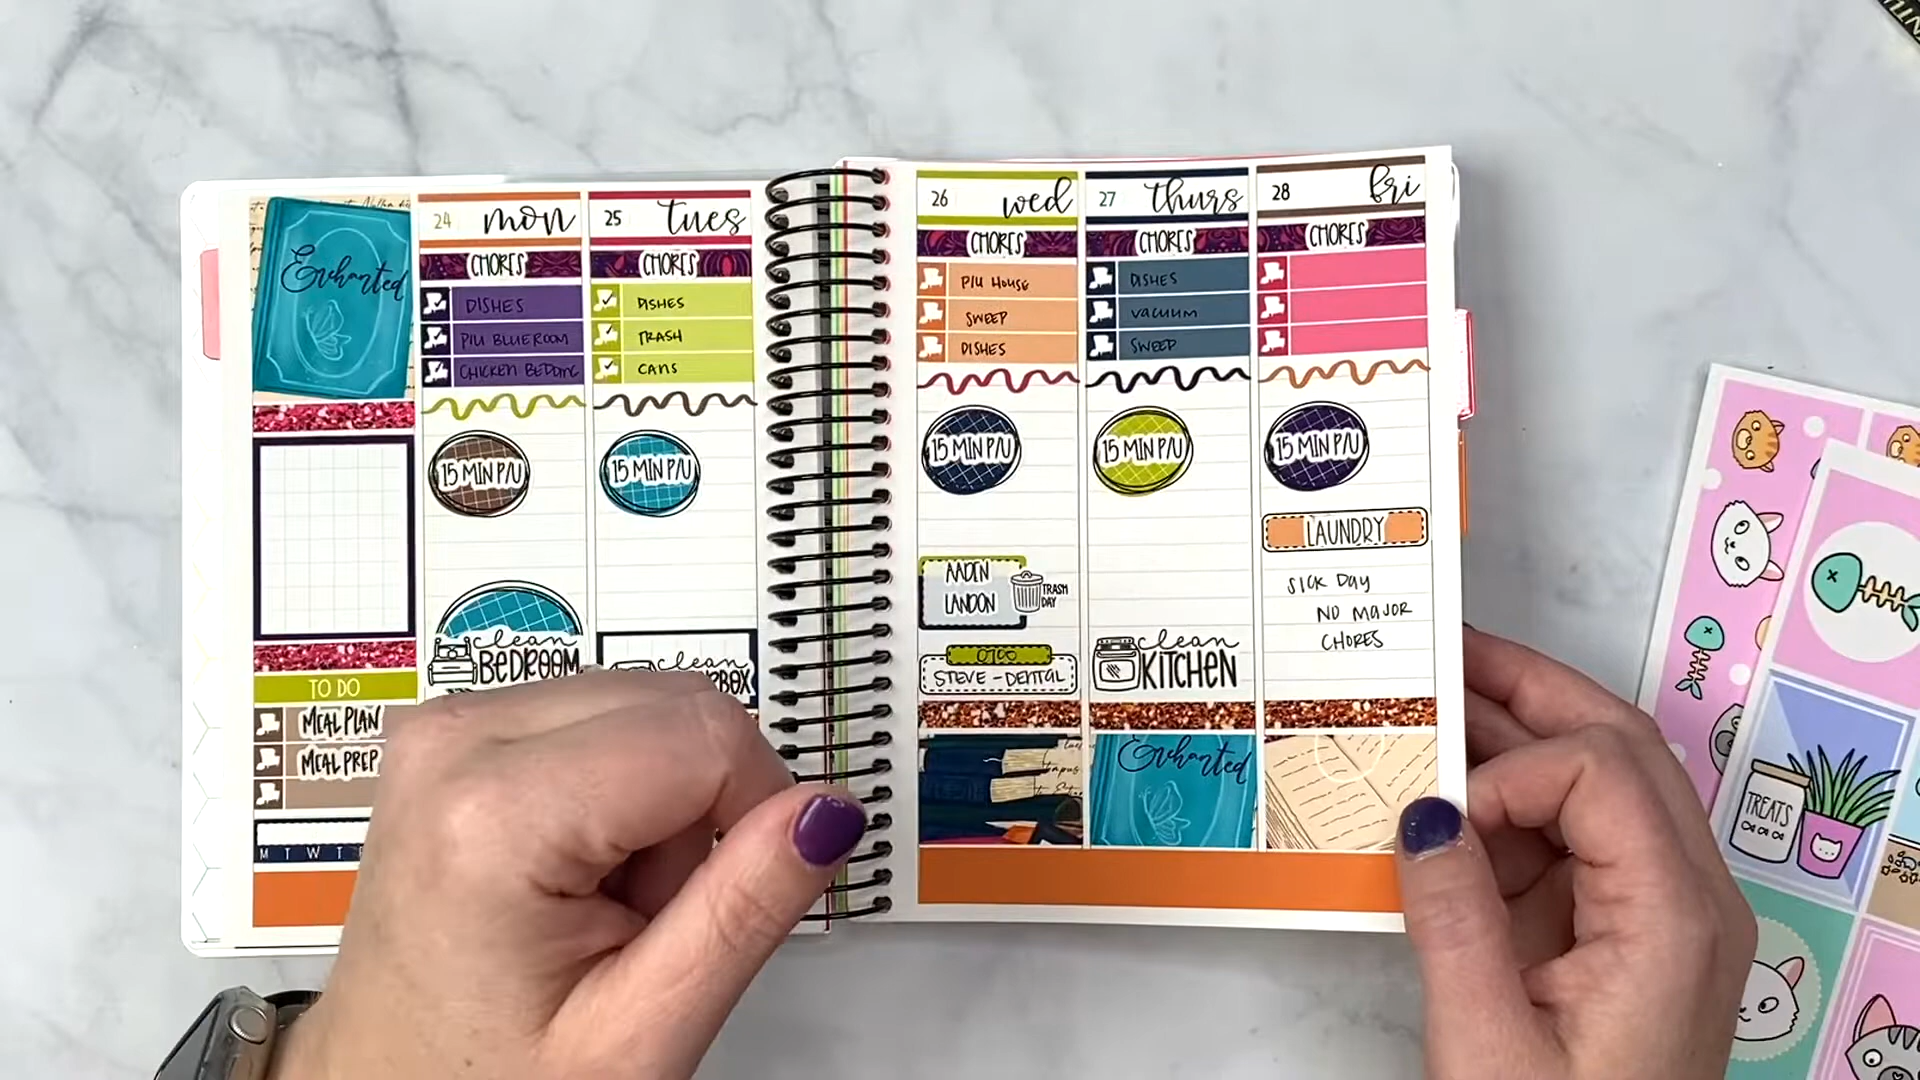 Enchanted
TO DO
MEAL PLAN
MEAL PREP
M T W T
24 mon
CHORES
DISHES
P/U BLUE ROOM
CHICKEN BEDDING
15 MIN P/U
clean
BEDROOM
25 tues
CHORES
DISHES
TRASH
CANS
15 MIN P/U
clean
26 wed
CHORES
P/U HOUSE
SWEEP
DISHES
15 MIN P/U
AADEN
LANDON
TRASH
DAY
STEVE - DENTAL
27 thurs
CHORES
DISHES
VACUUM
SWEEP
15 MIN P/U
clean
KITCHEN
Enchanted
28 fri
CHORES
15 MIN P/U
LAUNDRY
SICK DAY
NO MAJOR
CHORES
TREATS